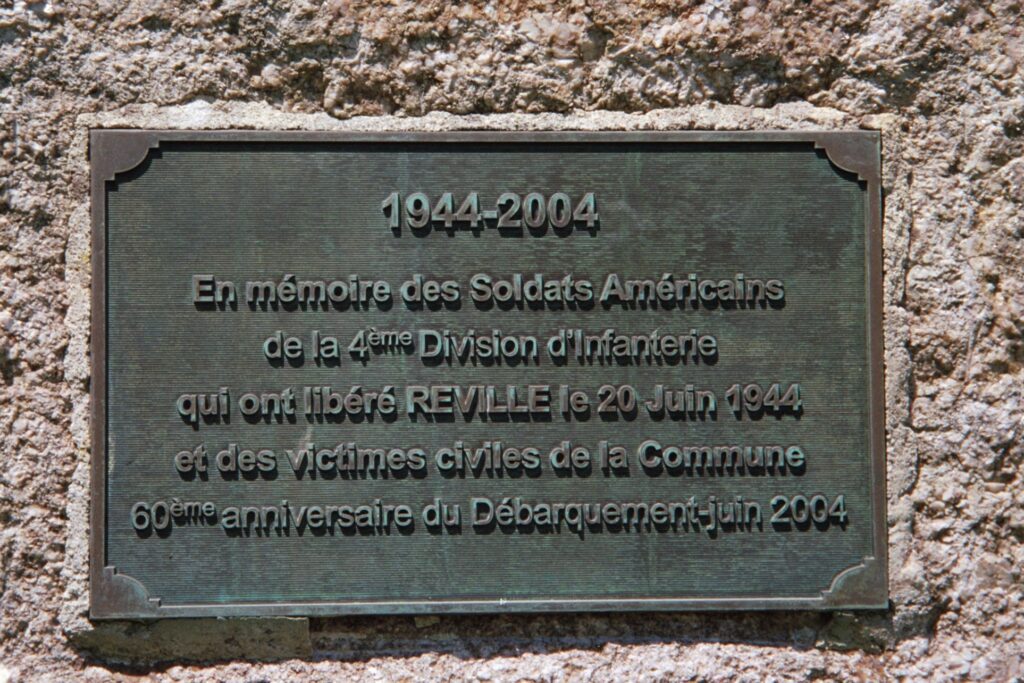 1944-2004
En mémoire des Soldats Américains
de la 4ème Division d'Infanterie
qui ont libéré REVILLE le 20 Juin 1944
et des victimes civiles de la Commune
60ème anniversaire du Débarquement-juin 2004